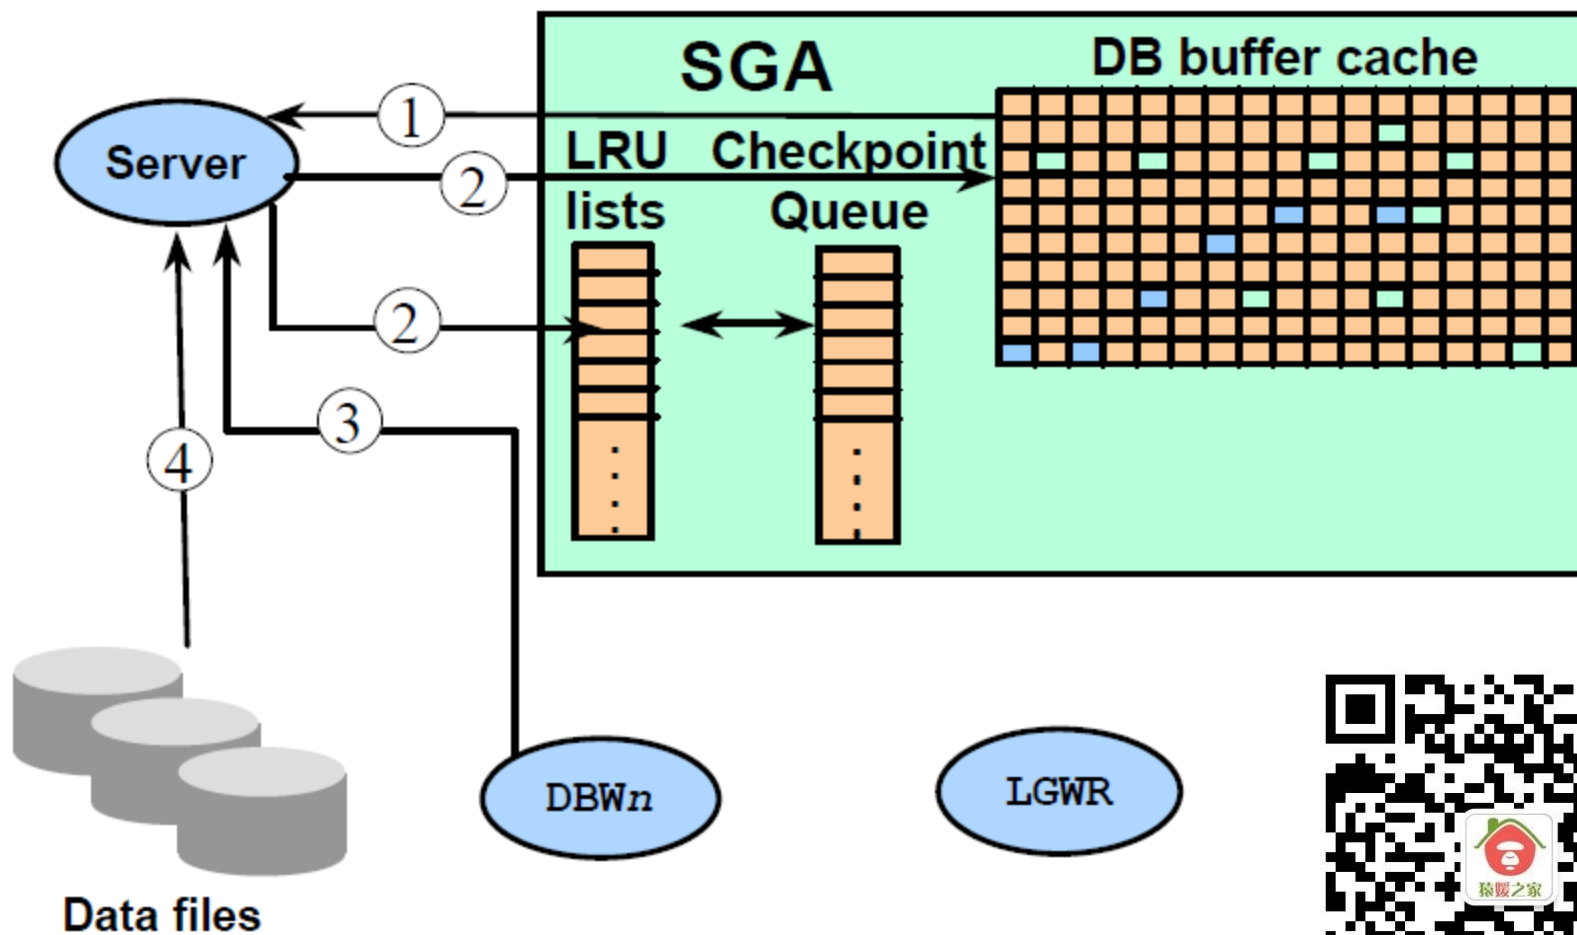 SGA
DB buffer cache
1
Server
LRU Checkpoint
2
lists Queue
2
3
4
DBWn
LGWR
猿媛之家
Data files